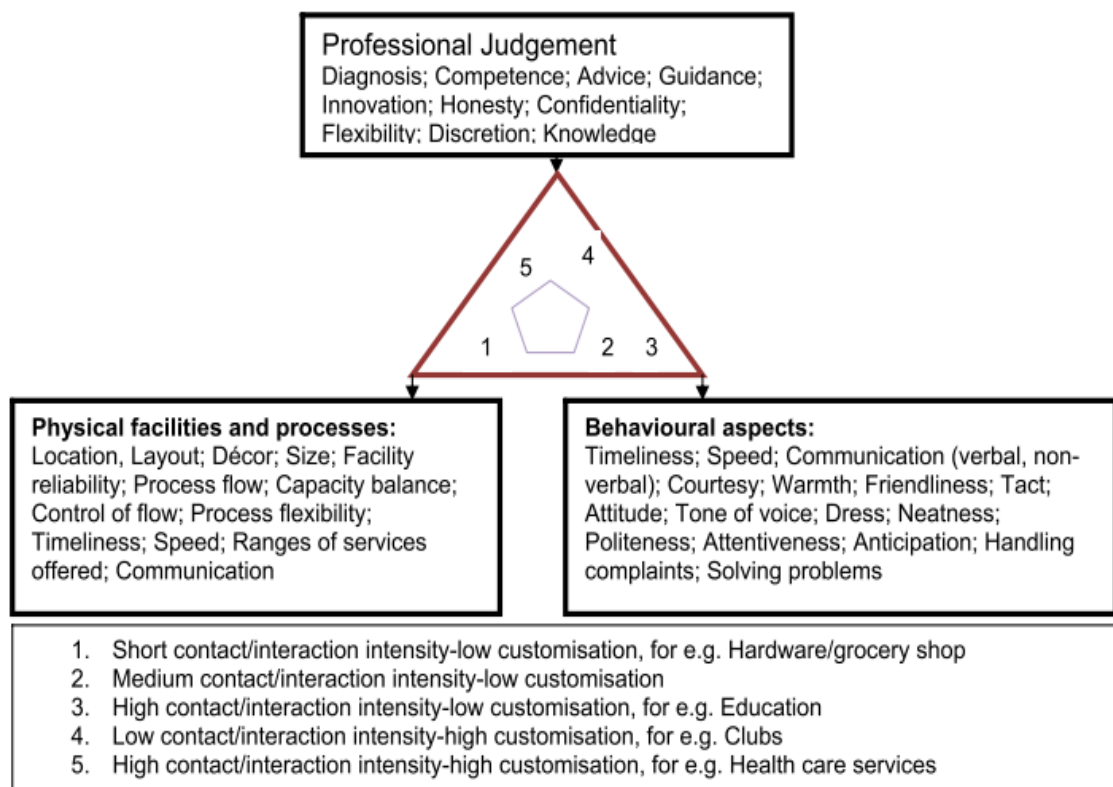 Professional Judgement
Diagnosis; Competence; Advice; Guidance;
Innovation; Honesty; Confidentiality;
Flexibility; Discretion; Knowledge
4
5
1
2
3
Physical facilities and processes:
Location, Layout; Décor; Size; Facility
reliability; Process flow; Capacity balance;
Control of flow; Process flexibility;
Timeliness; Speed; Ranges of services
offered; Communication
Behavioural aspects:
Timeliness; Speed; Communication (verbal, non-
verbal); Courtesy; Warmth; Friendliness; Tact;
Attitude; Tone of voice; Dress; Neatness;
Politeness; Attentiveness; Anticipation; Handling
complaints; Solving problems
1. Short contact/interaction intensity-low customisation, for e.g. Hardware/grocery shop
2. Medium contact/interaction intensity-low customisation
3. High contact/interaction intensity-low customisation, for e.g. Education
4. Low contact/interaction intensity-high customisation, for e.g. Clubs
5. High contact/interaction intensity-high customisation, for e.g. Health care services